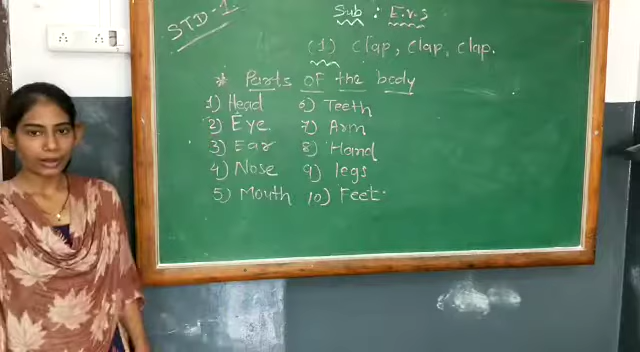 STD. 1
Sub : E.v.s
(1) Clap, Clap, Clap.
* Parts of the body
1) Head 6) Teeth
2) Eye. 7) Arm
3) Ear 8) Hand
4) Nose 9) legs
5) Mouth 10) Feet.